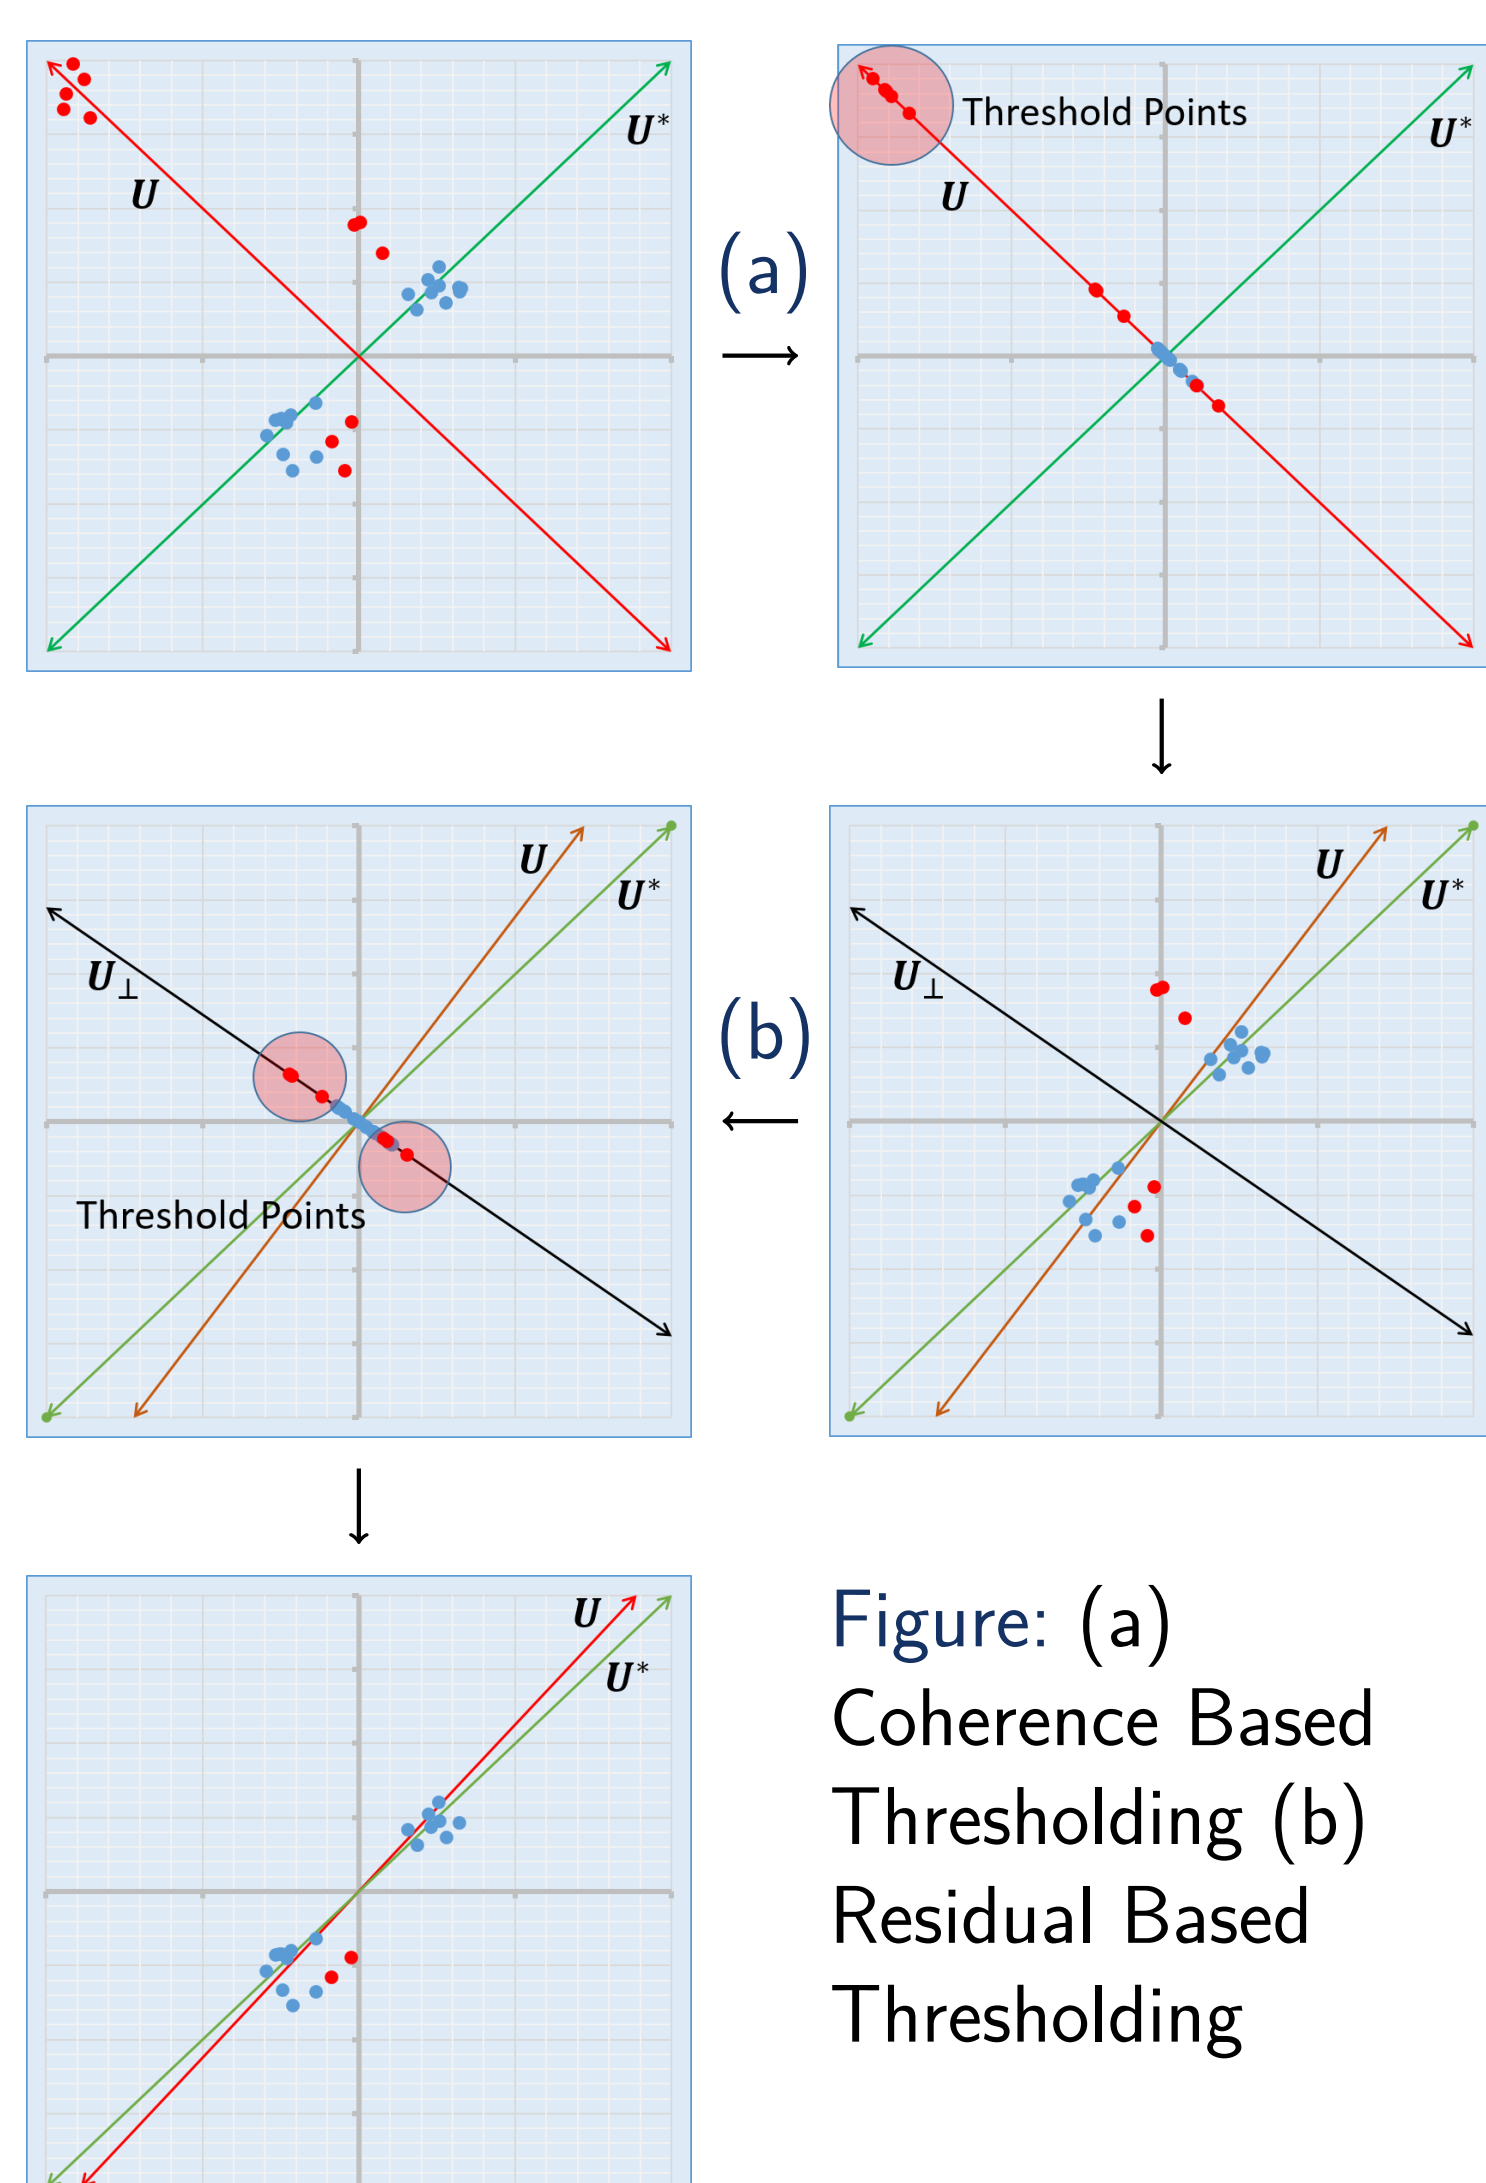 U
U*
(a)
Threshold Points
U
U*
U
U*
U⊥
Threshold Points
(b)
U
U*
U⊥
U
U*
Figure: (a)
Coherence Based
Thresholding (b)
Residual Based
Thresholding